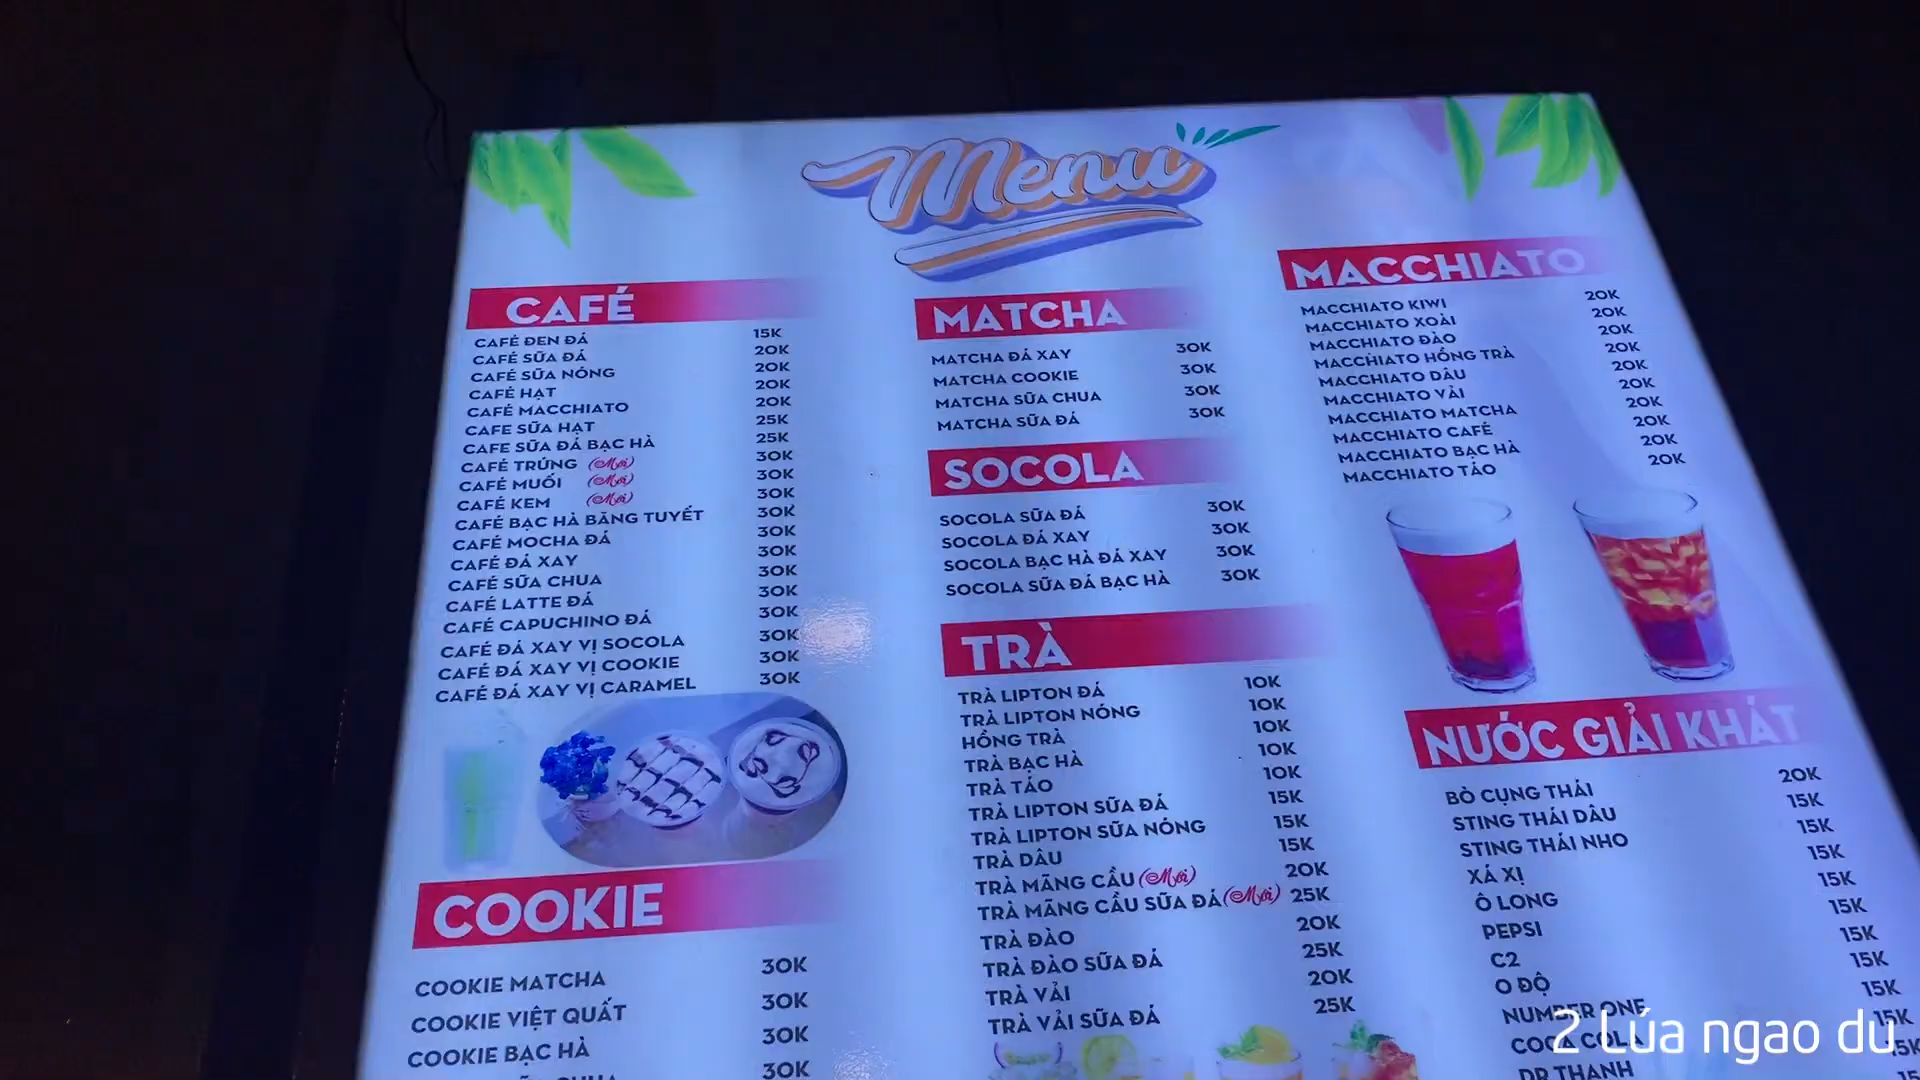 Menu
CAFÉ
CAFÉ ĐEN ĐÁ 15K
CAFÉ SỮA ĐÁ 20K
CAFÉ SỮA NÓNG 20K
CAFÉ HẠT 20K
CAFÉ MACCHIATO 20K
CAFE SỮA HẠT 25K
CAFE SỮA ĐÁ BẠC HÀ 25K
CAFÉ TRỨNG (Mới) 30K
CAFÉ MUỐI (Mới) 30K
CAFÉ KEM (Mới) 30K
CAFÉ BẠC HÀ BĂNG TUYẾT 30K
CAFÉ MOCHA ĐÁ 30K
CAFÉ ĐÁ XAY 30K
CAFÉ SỮA CHUA 30K
CAFÉ LATTE ĐÁ 30K
CAFÉ CAPUCHINO ĐÁ 30K
CAFÉ ĐÁ XAY VỊ SOCOLA 30K
CAFÉ ĐÁ XAY VỊ COOKIE 30K
CAFÉ ĐÁ XAY VỊ CARAMEL 30K
COOKIE
COOKIE MATCHA 30K
COOKIE VIỆT QUẤT 30K
COOKIE BẠC HÀ 30K
30K
MATCHA
MATCHA ĐÁ XAY 30K
MATCHA COOKIE 30K
MATCHA SỮA CHUA 30K
MATCHA SỮA ĐÁ 30K
SOCOLA
SOCOLA SỮA ĐÁ 30K
SOCOLA ĐÁ XAY 30K
SOCOLA BẠC HÀ ĐÁ XAY 30K
SOCOLA SỮA ĐÁ BẠC HÀ 30K
TRÀ
TRÀ LIPTON ĐÁ 10K
TRÀ LIPTON NÓNG 10K
HỒNG TRÀ 10K
TRÀ BẠC HÀ 10K
TRÀ TÁO 10K
TRÀ LIPTON SỮA ĐÁ 15K
TRÀ LIPTON SỮA NÓNG 15K
TRÀ DÂU 15K
TRÀ MÃNG CẦU (Mới) 20K
TRÀ MÃNG CẦU SỮA ĐÁ (Mới) 25K
TRÀ ĐÀO 20K
TRÀ ĐÀO SỮA ĐÁ 25K
TRÀ VẢI 20K
TRÀ VẢI SỮA ĐÁ 25K
MACCHIATO
MACCHIATO KIWI 20K
MACCHIATO XOÀI 20K
MACCHIATO ĐÀO 20K
MACCHIATO HỒNG TRÀ 20K
MACCHIATO DÂU 20K
MACCHIATO VẢI 20K
MACCHIATO MATCHA 20K
MACCHIATO CAFÉ 20K
MACCHIATO BẠC HÀ 20K
MACCHIATO TÁO 20K
NƯỚC GIẢI KHÁT
BÒ CỤNG THÁI 20K
STING THÁI DÂU 15K
STING THÁI NHO 15K
XÁ XỊ 15K
Ô LONG 15K
PEPSI 15K
C2 15K
O ĐỘ 15K
NUMBER ONE 15K
COCA COLA 15K
DR THANH 15K
2 Lúa ngao du